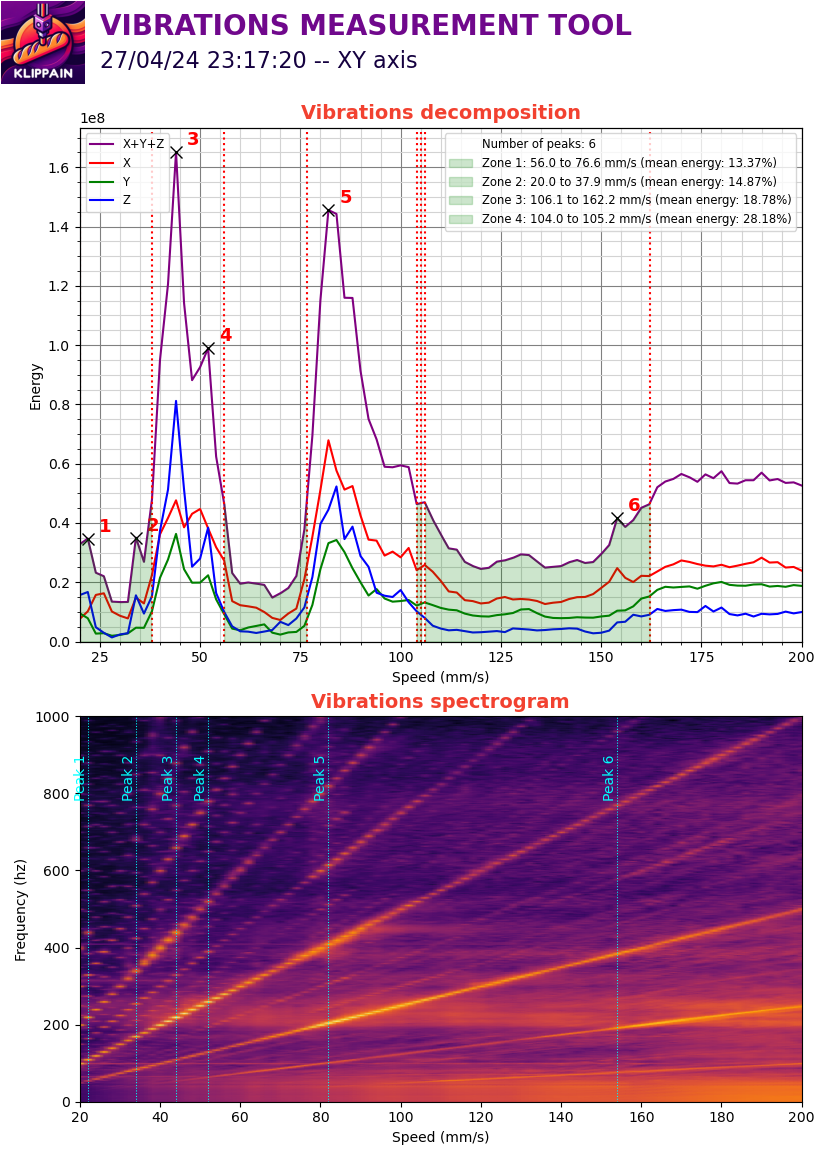 KLIPPAIN
VIBRATIONS MEASUREMENT TOOL
27/04/24 23:17:20 -- XY axis
Vibrations decomposition
1e8
X+Y+Z
X
Y
Z
Number of peaks: 6
Zone 1: 56.0 to 76.6 mm/s (mean energy: 13.37%)
Zone 2: 20.0 to 37.9 mm/s (mean energy: 14.87%)
Zone 3: 106.1 to 162.2 mm/s (mean energy: 18.78%)
Zone 4: 104.0 to 105.2 mm/s (mean energy: 28.18%)
1
2
3
4
5
6
Energy
1.6
1.4
1.2
1.0
0.8
0.6
0.4
0.2
0.0
25 50 75 100 125 150 175 200
Speed (mm/s)
Vibrations spectrogram
Peak 1
Peak 2
Peak 3
Peak 4
Peak 5
Peak 6
Frequency (hz)
1000
800
600
400
200
0
20 40 60 80 100 120 140 160 180 200
Speed (mm/s)